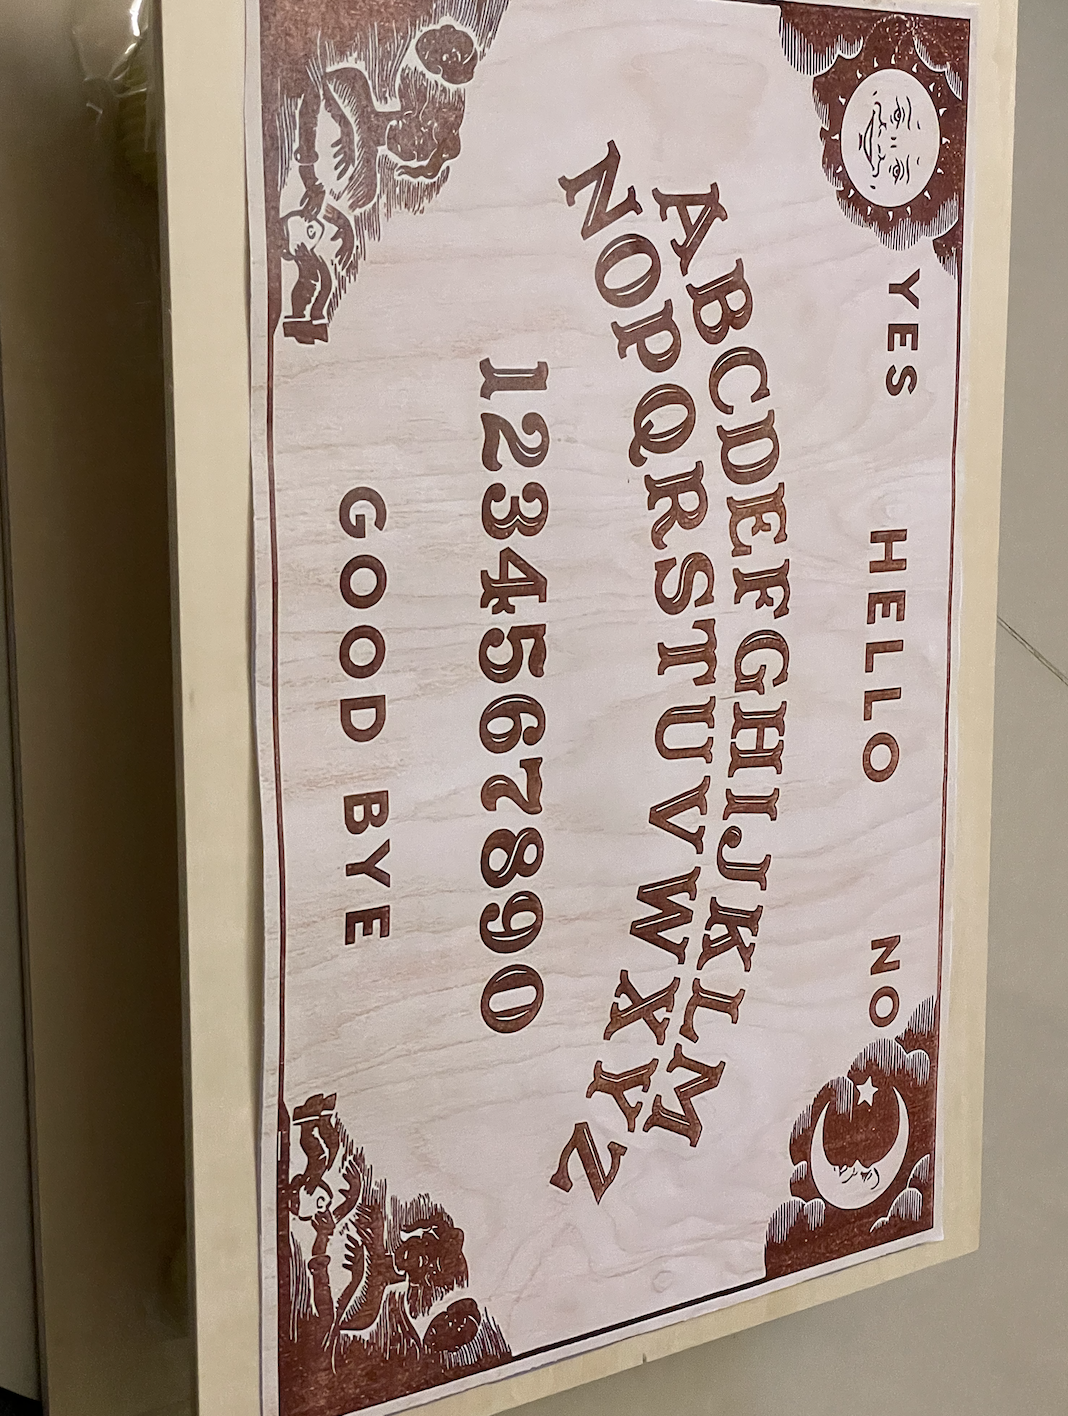 YES HELLO NO
ABCDEFGHIJKLM
NOPQRSTUVWXYZ
1234567890
GOOD BYE